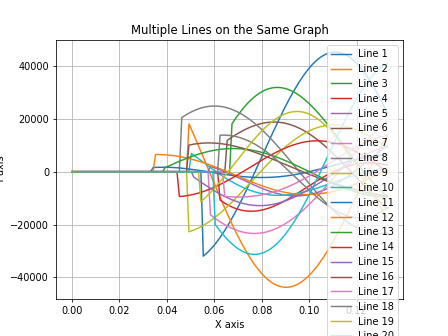 Multiple Lines on the Same Graph
40000
20000
0
−20000
−40000
axis
0.00
0.02
0.04
0.06
0.08
0.10
X axis
Line 1
Line 2
Line 3
Line 4
Line 5
Line 6
Line 7
Line 8
Line 9
Line 10
Line 11
Line 12
Line 13
Line 14
Line 15
Line 16
Line 17
Line 18
Line 19
Line 20